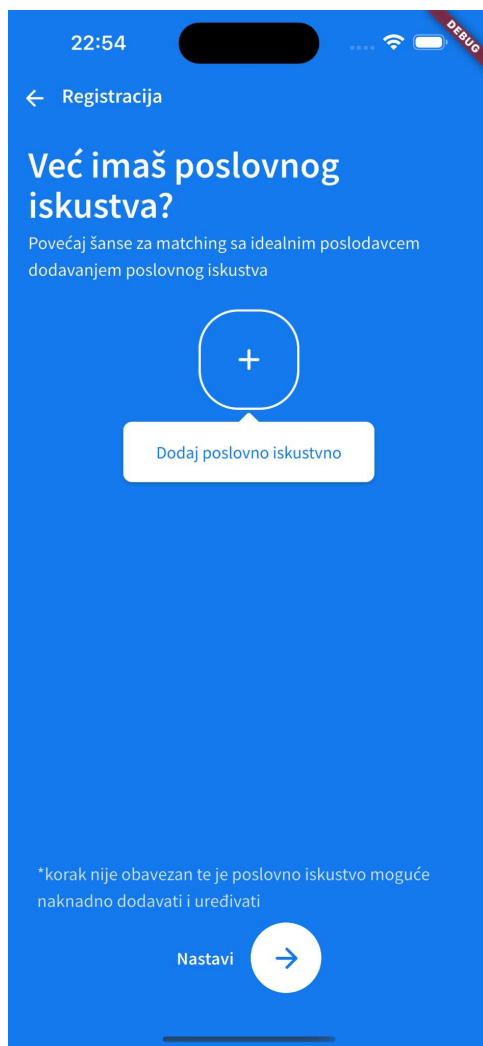 22:54
DEBUG
Registracija
Već imaš poslovnog
iskustva?
Povećaj šanse za matching sa idealnim poslodavcem
dodavanjem poslovnog iskustva
Dodaj poslovno iskustvno
*korak nije obavezan te je poslovno iskustvo moguće
naknadno dodavati i uređivati
Nastavi